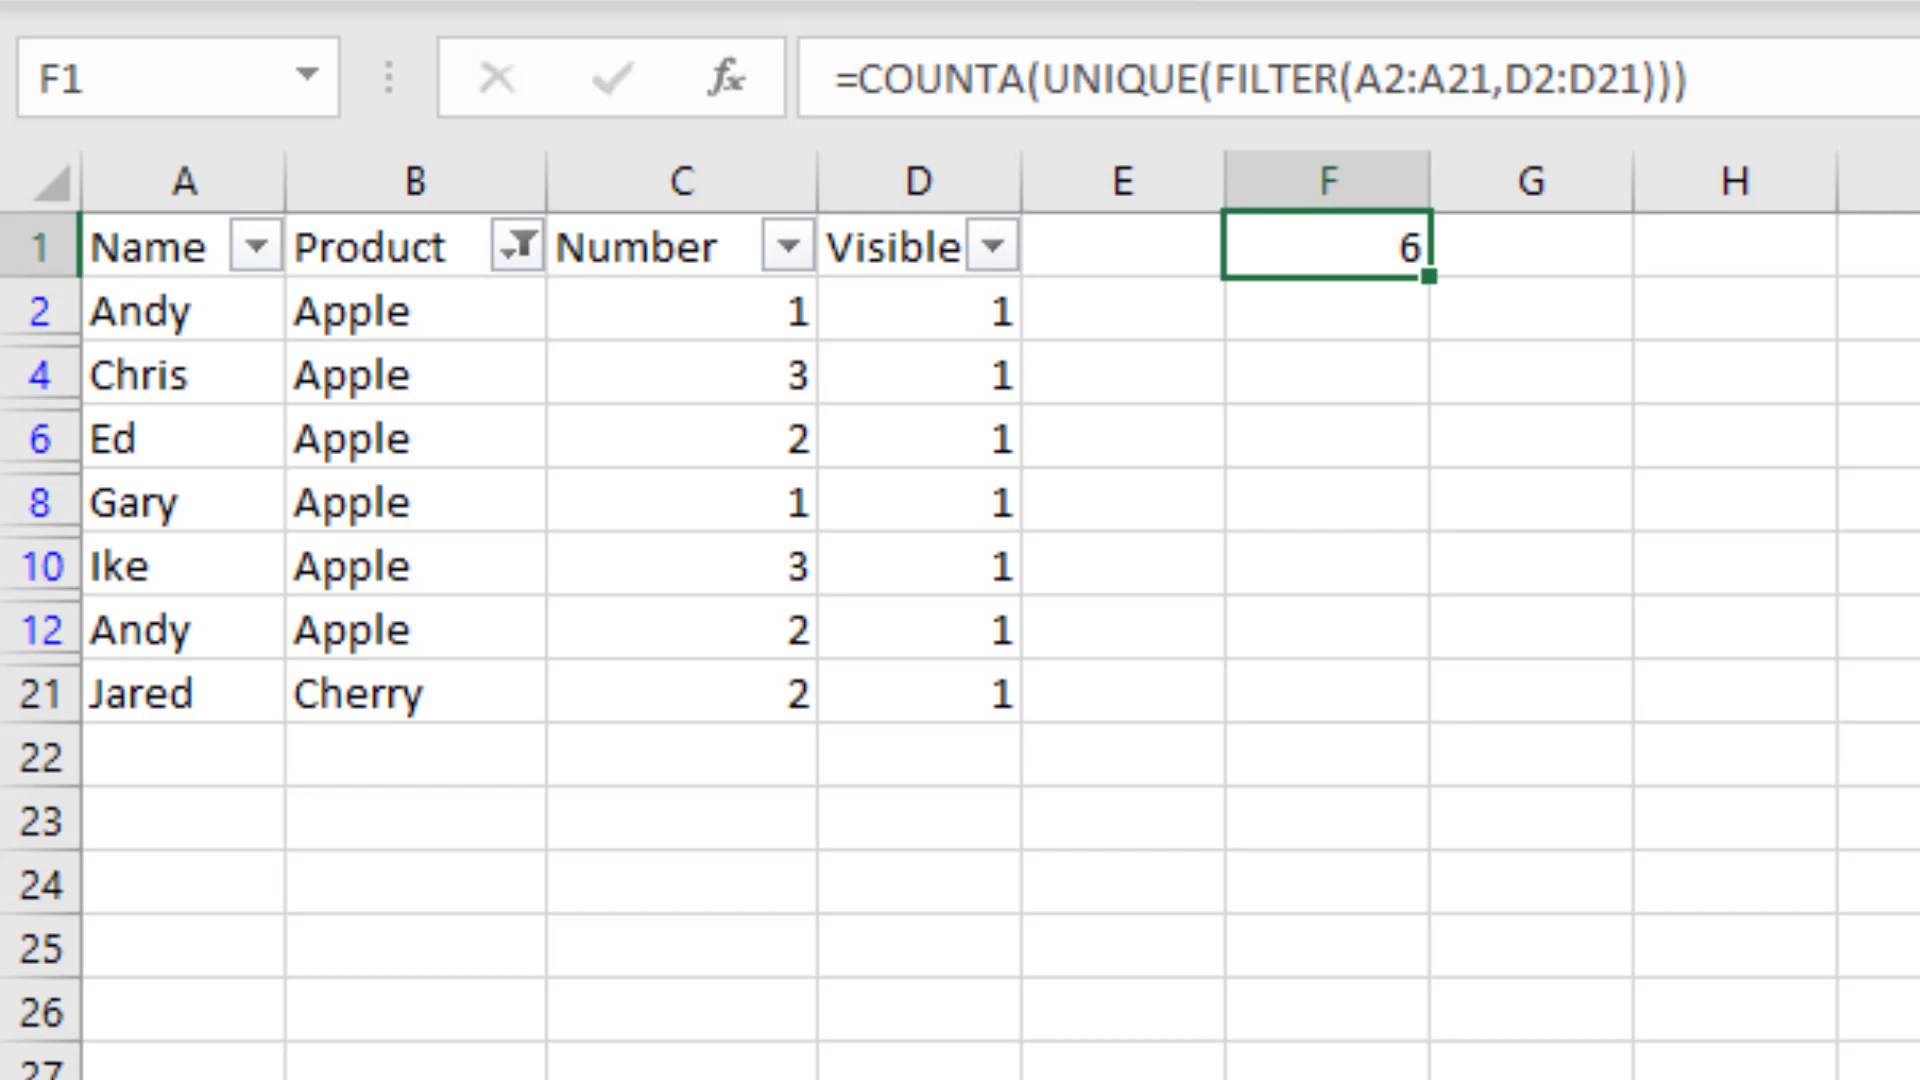 F1 fx =COUNTA(UNIQUE(FILTER(A2:A21,D2:D21)))
A B C D E F G H
1 Name Product Number Visible 6
2 Andy Apple 1 1
4 Chris Apple 3 1
6 Ed Apple 2 1
8 Gary Apple 1 1
10 Ike Apple 3 1
12 Andy Apple 2 1
21 Jared Cherry 2 1
22
23
24
25
26
27